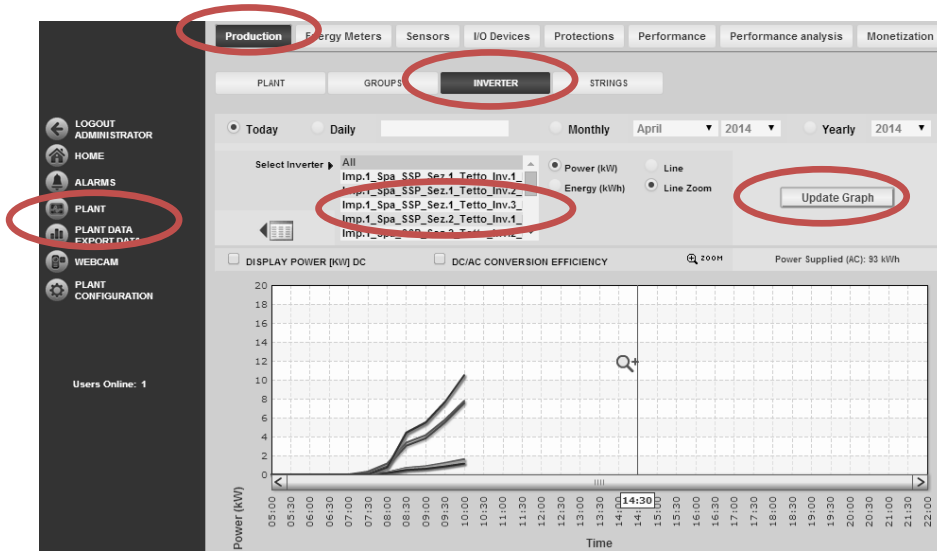 Production Energy Meters Sensors I/O Devices Protections Performance Performance analysis Monetization
PLANT GROUPS INVERTER STRINGS
LOGOUT
ADMINISTRATOR
HOME
ALARMS
PLANT
PLANT DATA
EXPORT DATA
WEBCAM
PLANT
CONFIGURATION
Users Online: 1
Today Daily Monthly April 2014 Yearly 2014
Select Inverter All
Imp.1_Spa_SSP_Sez.1_Tetto_Inv.1_
Imp.1_Spa_SSP_Sez.1_Tetto_Inv.2_
Imp.1_Spa_SSP_Sez.1_Tetto_Inv.3_
Imp.1_Spa_SSP_Sez.2_Tetto_Inv.1_
Imp.1_Spa_SSP_Sez.2_Tetto_Inv.2_
Power (kW) Line
Energy (kWh) Line Zoom
Update Graph
DISPLAY POWER [KW] DC DC/AC CONVERSION EFFICIENCY ZOOM Power Supplied (AC): 93 kWh
20
18
16
14
12
10
8
6
4
2
0
Power (kW)
05:00 05:30 06:00 06:30 07:00 07:30 08:00 08:30 09:00 09:30 10:00 10:30 11:00 11:30 12:00 12:30 13:00 13:30 14:00 14:30 15:00 15:30 16:00 16:30 17:00 17:30 18:00 18:30 19:00 19:30 20:00 20:30 21:00 21:30 22:00
Time